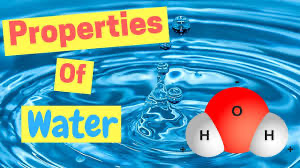 Properties
Of
Water
O
H H
+ +